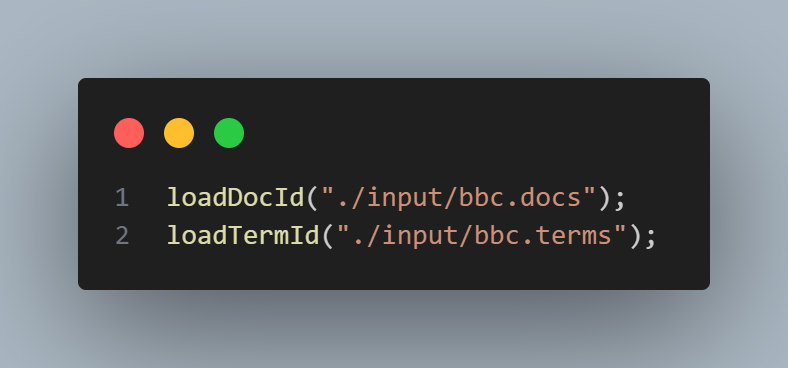 1 loadDocId("./input/bbc.docs");
2 loadTermId("./input/bbc.terms");